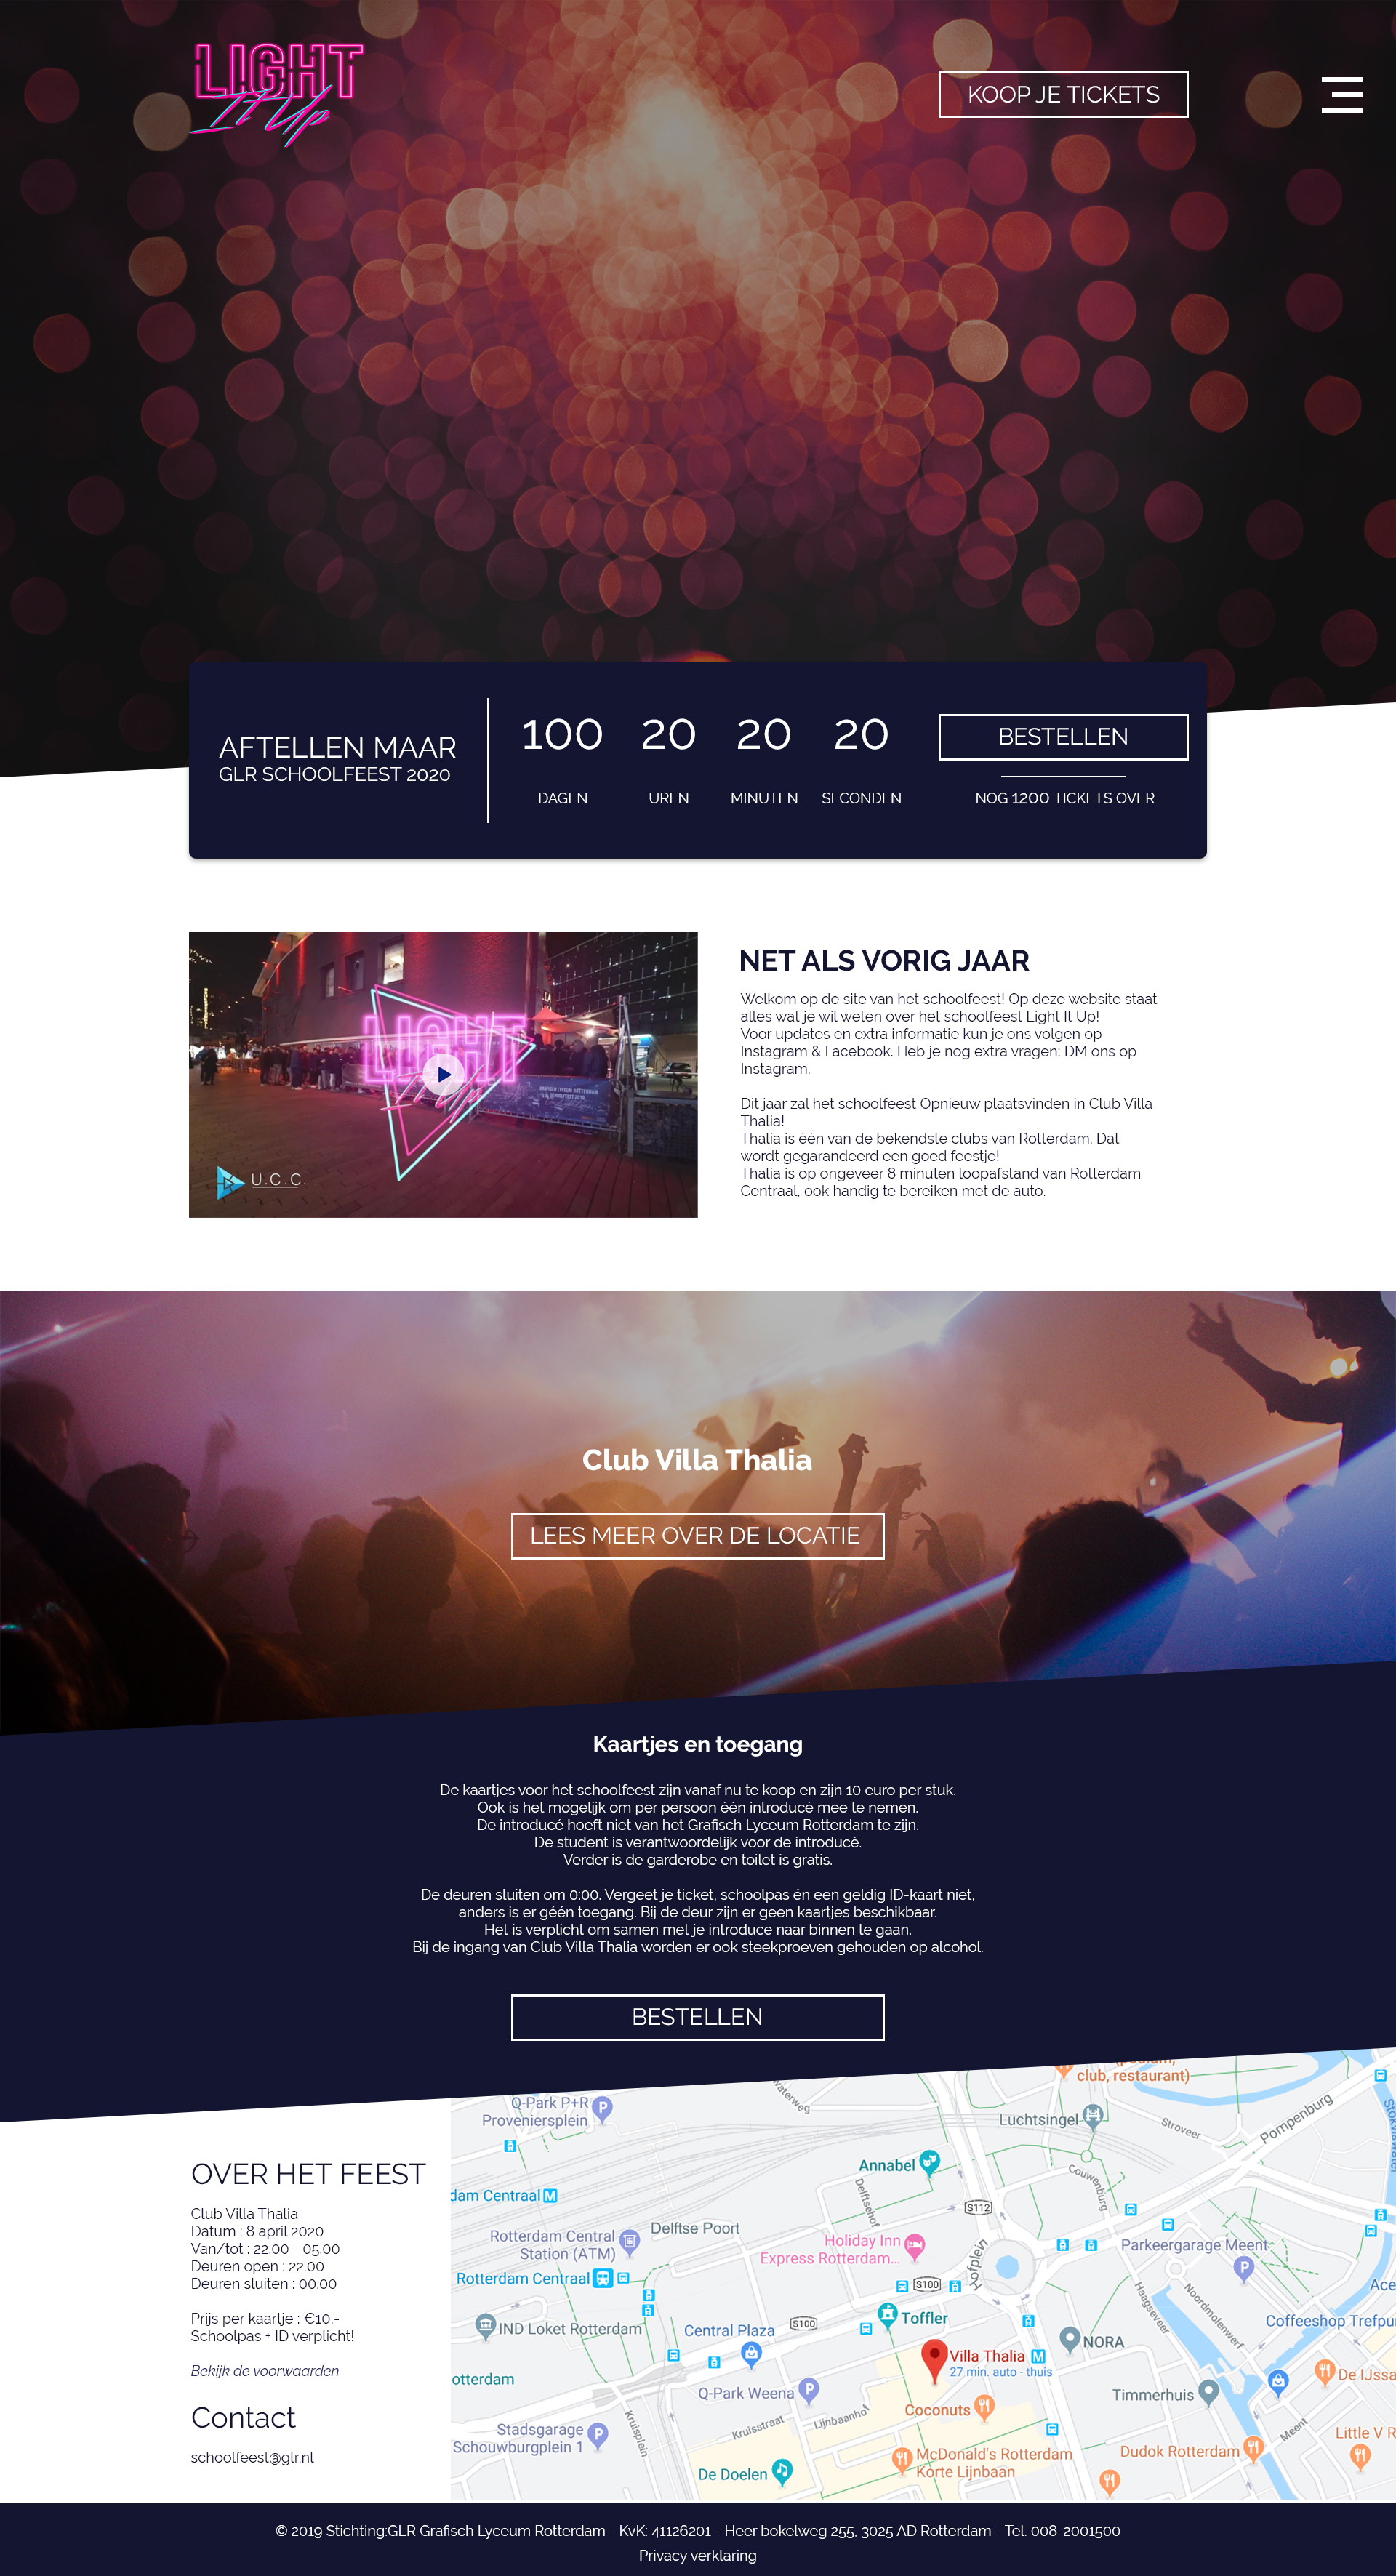 LIGHT
It Up
KOOP JE TICKETS
AFTELLEN MAAR
GLR SCHOOLFEEST 2020
100 20 20 20
DAGEN UREN MINUTEN SECONDEN
BESTELLEN
NOG 1200 TICKETS OVER
LIGHT
It Up
U.C.C.
NET ALS VORIG JAAR
Welkom op de site van het schoolfeest! Op deze website staat
alles wat je wil weten over het schoolfeest Light It Up!
Voor updates en extra informatie kun je ons volgen op
Instagram & Facebook. Heb je nog extra vragen; DM ons op
Instagram.
Dit jaar zal het schoolfeest Opnieuw plaatsvinden in Club Villa
Thalia!
Thalia is één van de bekendste clubs van Rotterdam. Dat
wordt gegarandeerd een goed feestje!
Thalia is op ongeveer 8 minuten loopafstand van Rotterdam
Centraal, ook handig te bereiken met de auto.
Club Villa Thalia
LEES MEER OVER DE LOCATIE
Kaartjes en toegang
De kaartjes voor het schoolfeest zijn vanaf nu te koop en zijn 10 euro per stuk.
Ook is het mogelijk om per persoon één introducé mee te nemen.
De introducé hoeft niet van het Grafisch Lyceum Rotterdam te zijn.
De student is verantwoordelijk voor de introducé.
Verder is de garderobe en toilet is gratis.
De deuren sluiten om 0:00. Vergeet je ticket, schoolpas én een geldig ID-kaart niet,
anders is er géén toegang. Bij de deur zijn er geen kaartjes beschikbaar.
Het is verplicht om samen met je introduce naar binnen te gaan.
Bij de ingang van Club Villa Thalia worden er ook steekproeven gehouden op alcohol.
BESTELLEN
OVER HET FEEST
Club Villa Thalia
Datum : 8 april 2020
Van/tot : 22.00 - 05.00
Deuren open : 22.00
Deuren sluiten : 00.00
Prijs per kaartje : €10,-
Schoolpas + ID verplicht!
Bekijk de voorwaarden
Contact
schoolfeest@glr.nl
club, restaurant)
Q-Park P+R
Proveniersplein
Luchtsingel
Stroveer
Pompenburg
Annabel
Couwenburg
Delftsehof
dam Centraal
S112
Rotterdam Central
Station (ATM)
Delftse Poort
Holiday Inn
Express Rotterdam...
Hofplein
Parkeergarage Meent
Rotterdam Centraal
S100
Haagseveer
Noordmolenwerf
Toffler
Coffeeshop Trefpu
IND Loket Rotterdam
Central Plaza
S100
NORA
Villa Thalia
27 min. auto - thuis
De IJssa
otterdam
Q-Park Weena
Timmerhuis
Coconuts
Kruisplein
Kruisstraat
Lijnbaanhof
Meent
Stadsgarage
Schouwburgplein 1
Little V R
Dudok Rotterdam
McDonald's Rotterdam
Korte Lijnbaan
De Doelen
© 2019 Stichting:GLR Grafisch Lyceum Rotterdam - KvK: 41126201 - Heer bokelweg 255, 3025 AD Rotterdam - Tel. 008-2001500
Privacy verklaring